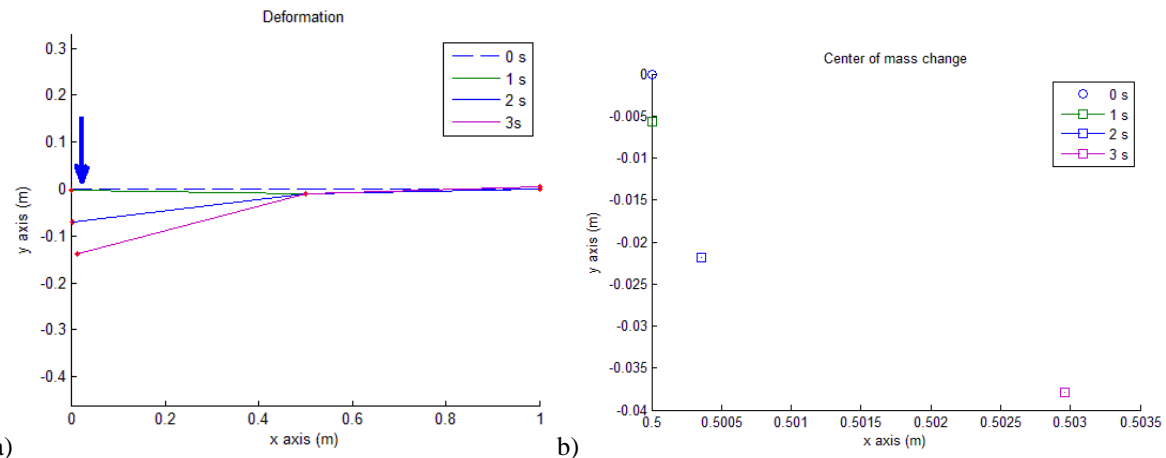 Deformation
0.3
0.2
0.1
0
-0.1
-0.2
-0.3
-0.4
y axis (m)
0 s
1 s
2 s
3s
0 0.2 0.4 0.6 0.8 1
x axis (m)
a)
Center of mass change
0
-0.005
-0.01
-0.015
-0.02
-0.025
-0.03
-0.035
-0.04
y axis (m)
0 s
1 s
2 s
3 s
0.5 0.5005 0.501 0.5015 0.502 0.5025 0.503 0.5035
x axis (m)
b)